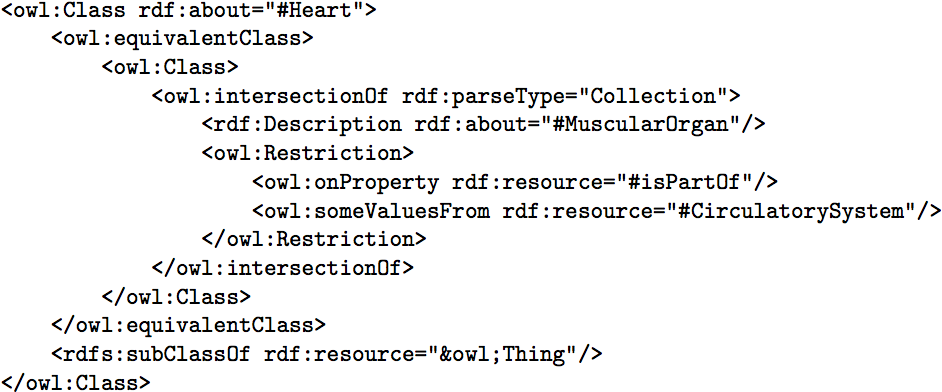 <owl:Class rdf:about="#Heart">
    <owl:equivalentClass>
        <owl:Class>
            <owl:intersectionOf rdf:parseType="Collection">
                <rdf:Description rdf:about="#MuscularOrgan"/>
                <owl:Restriction>
                    <owl:onProperty rdf:resource="#isPartOf"/>
                    <owl:someValuesFrom rdf:resource="#CirculatorySystem"/>
                </owl:Restriction>
            </owl:intersectionOf>
        </owl:Class>
    </owl:equivalentClass>
    <rdfs:subClassOf rdf:resource="&owl;Thing"/>
</owl:Class>